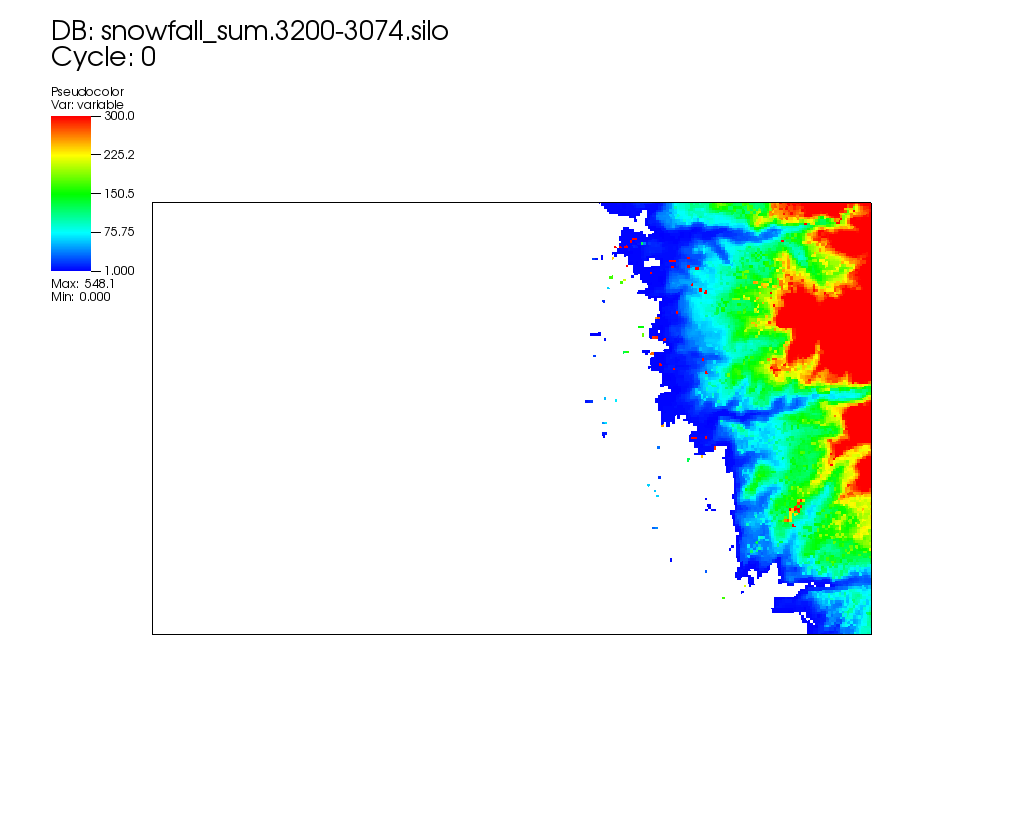 DB: snowfall_sum.3200-3074.silo
Cycle: 0
Pseudocolor
Var: variable
300.0
225.2
150.5
75.75
1.000
Max: 548.1
Min: 0.000